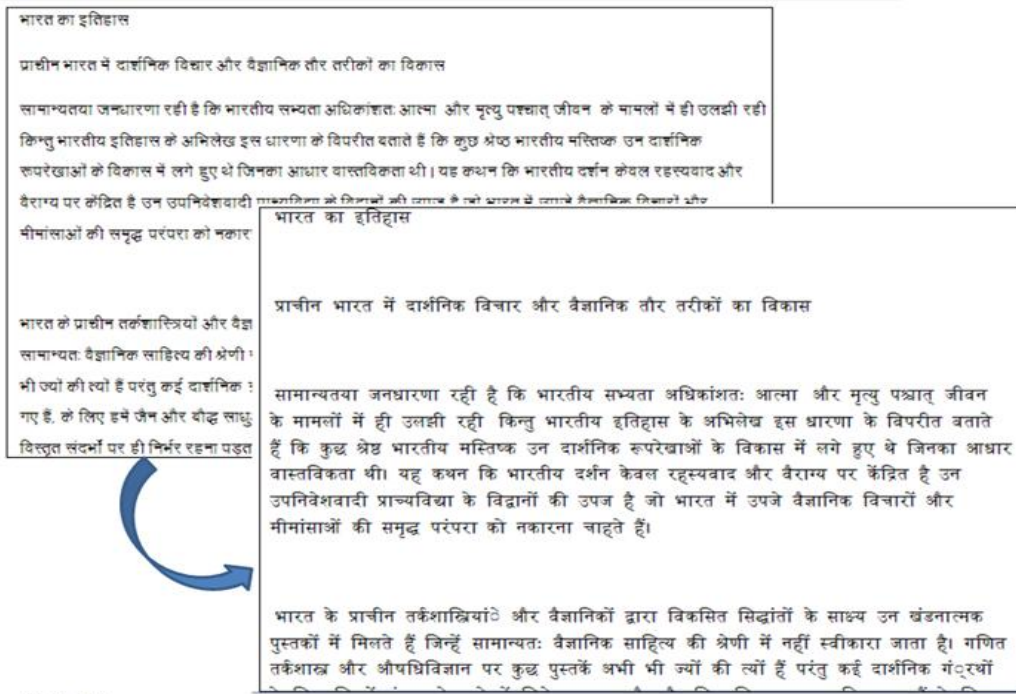 भारत का इतिहास
प्राचीन भारत में दार्शनिक विचार और वैज्ञानिक तौर तरीकों का विकास
सामान्यतया जनधारणा रही है कि भारतीय सभ्यता अधिकांशतः आत्मा और मृत्यु पश्चात् जीवन के मामलों में ही उलझी रही
किन्तु भारतीय इतिहास के अभिलेख इस धारणा के विपरीत बताते हैं कि कुछ श्रेष्ठ भारतीय मस्तिष्क उन दार्शनिक
रूपरेखाओं के विकास में लगे हुए थे जिनका आधार वास्तविकता थी। यह कथन कि भारतीय दर्शन केवल रहस्यवाद और
वैराग्य पर केंद्रित है उन उपनिवेशवादी प्राच्यविद्या के विद्वानों की उपज है जो भारत में उपजे वैज्ञानिक विचारों और
मीमांसाओं की समृद्ध परंपरा को नकार
भारत के प्राचीन तर्कशास्त्रियों और वैज्ञ
सामान्यतः वैज्ञानिक साहित्य की श्रेणी
भी ज्यों की त्यों हैं परंतु कई दार्शनिक
गए हैं, के लिए हमें जैन और बौद्ध साधु
विस्तृत संदर्भों पर ही निर्भर रहना पड़त
भारत का इतिहास
प्राचीन भारत में दार्शनिक विचार और वैज्ञानिक तौर तरीकों का विकास
सामान्यतया जनधारणा रही है कि भारतीय सभ्यता अधिकांशतः आत्मा और मृत्यु पश्चात् जीवन
के मामलों में ही उलझी रही किन्तु भारतीय इतिहास के अभिलेख इस धारणा के विपरीत बताते
हैं कि कुछ श्रेष्ठ भारतीय मस्तिष्क उन दार्शनिक रूपरेखाओं के विकास में लगे हुए थे जिनका आधार
वास्तविकता थी। यह कथन कि भारतीय दर्शन केवल रहस्यवाद और वैराग्य पर केंद्रित है उन
उपनिवेशवादी प्राच्यविद्या के विद्वानों की उपज है जो भारत में उपजे वैज्ञानिक विचारों और
मीमांसाओं की समृद्ध परंपरा को नकारना चाहते हैं।
भारत के प्राचीन तर्कशास्त्रियांे और वैज्ञानिकों द्वारा विकसित सिद्धांतों के साक्ष्य उन खंडनात्मक
पुस्तकों में मिलते हैं जिन्हें सामान्यतः वैज्ञानिक साहित्य की श्रेणी में नहीं स्वीकारा जाता है। गणित
तर्कशास्त्र और औषधिविज्ञान पर कुछ पुस्तकें अभी भी ज्यों की त्यों हैं परंतु कई दार्शनिक गं्रथों